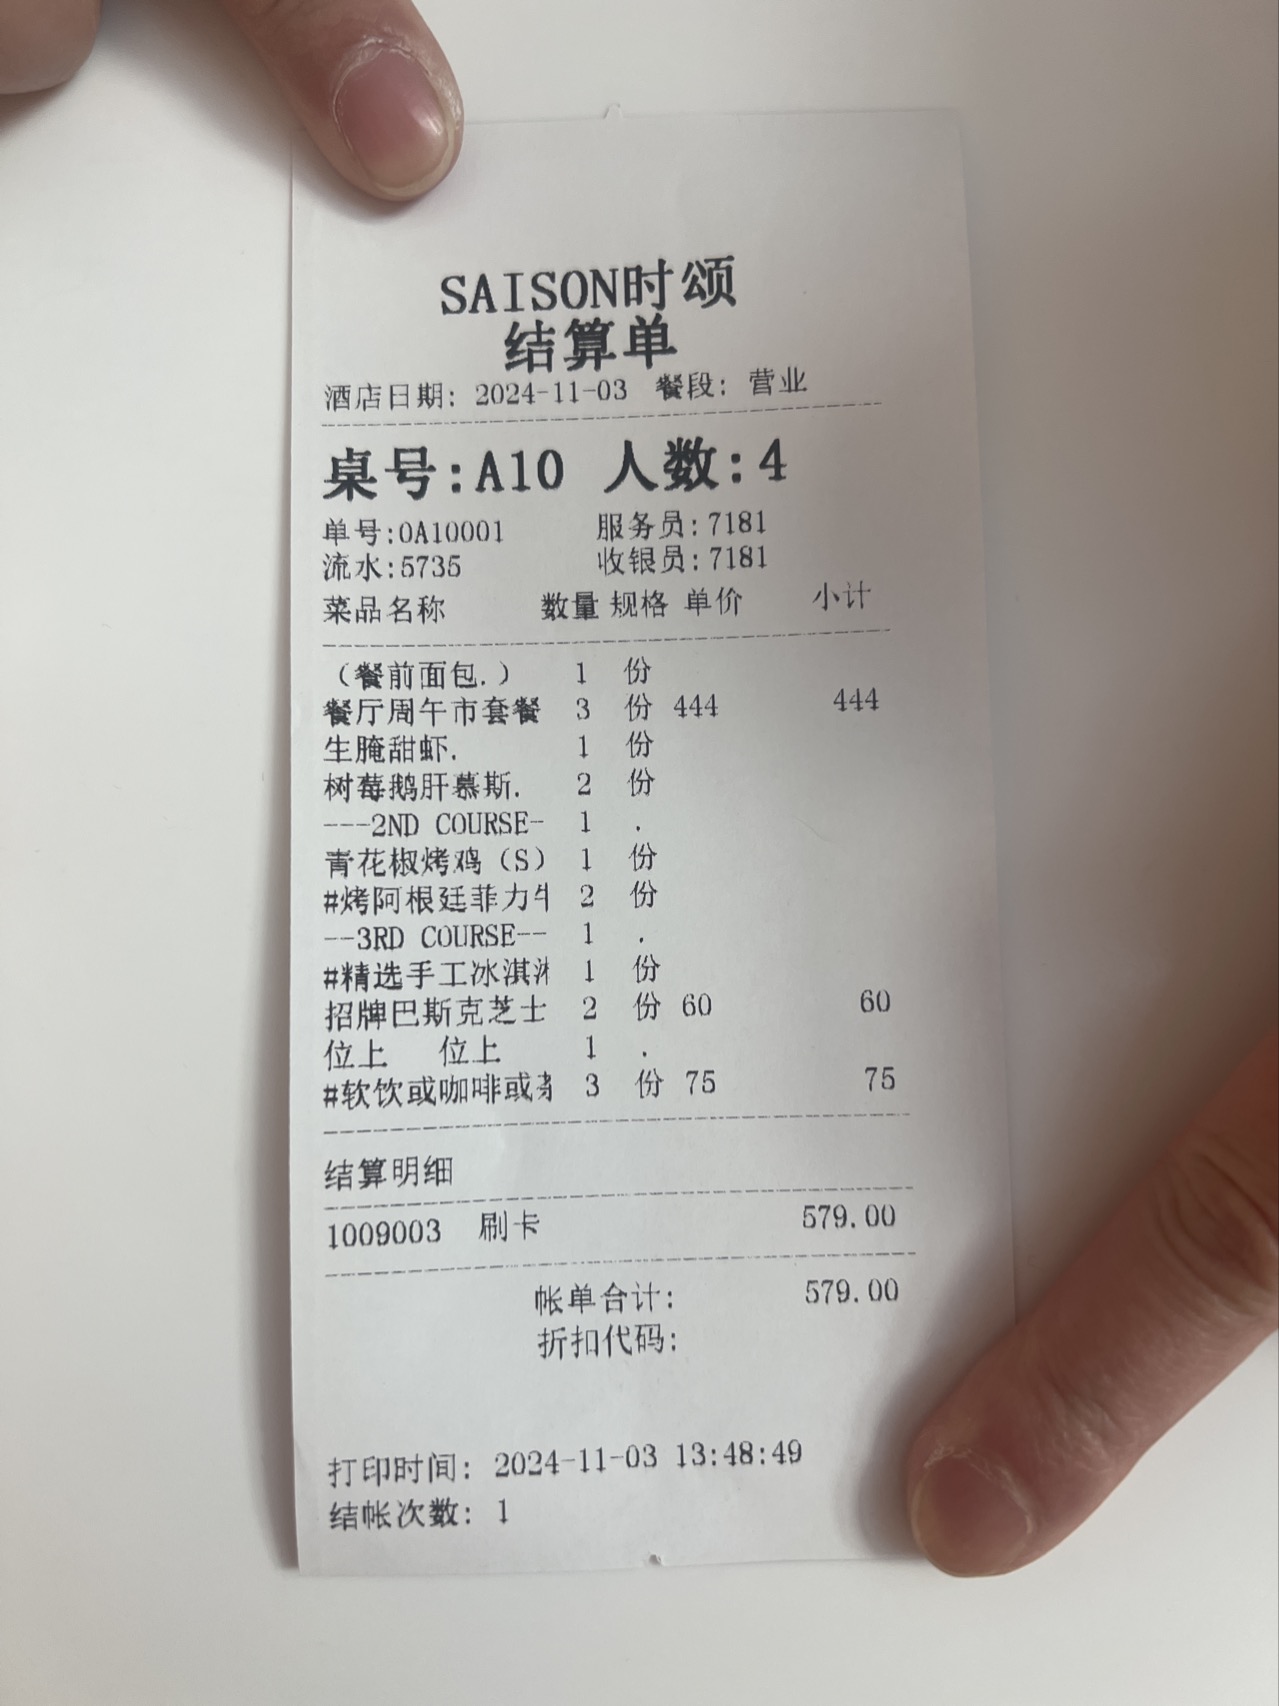 SAISON时颂
结算单
酒店日期: 2024-11-03 餐段: 营业
桌号:A10 人数:4
单号:0A10001 服务员:7181
流水:5735 收银员:7181
菜品名称 数量 规格 单价 小计
（餐前面包.） 1 份
餐厅周午市套餐 3 份 444 444
生腌甜虾. 1 份
树莓鹅肝慕斯. 2 份
---2ND COURSE- 1 .
青花椒烤鸡（S） 1 份
#烤阿根廷菲力 2 份
--3RD COURSE-- 1 .
#精选手工冰淇 1 份
招牌巴斯克芝士 2 份 60 60
位上 位上 1 .
#软饮或咖啡或 3 份 75 75
结算明细
1009003 刷卡 579.00
帐单合计: 579.00
折扣代码:
打印时间: 2024-11-03 13:48:49
结帐次数: 1